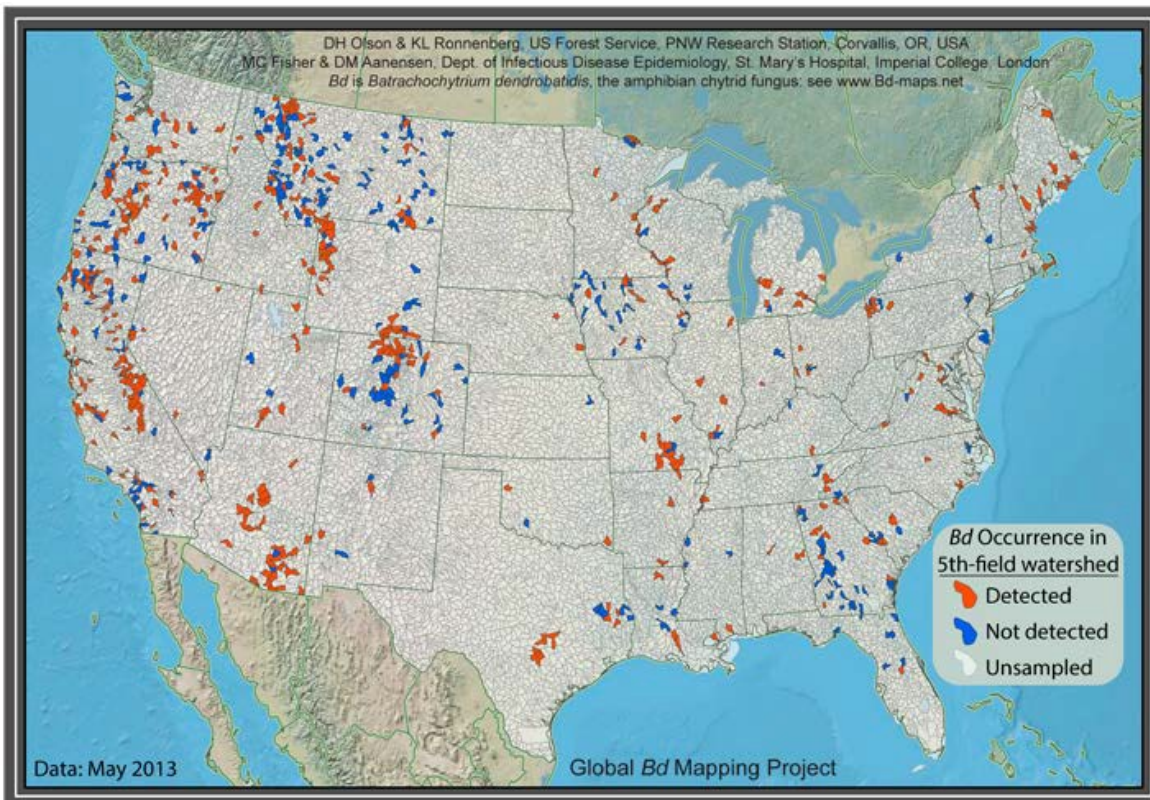 DH Olson & KL Ronnenberg, US Forest Service, PNW Research Station, Corvallis, OR, USA
MC Fisher & DM Aanensen, Dept. of Infectious Disease Epidemiology, St. Mary's Hospital, Imperial College, London
Bd is Batrachochytrium dendrobatidis, the amphibian chytrid fungus: see www.Bd-maps.net
Bd Occurrence in
5th-field watershed
Detected
Not detected
Unsampled
Data: May 2013
Global Bd Mapping Project